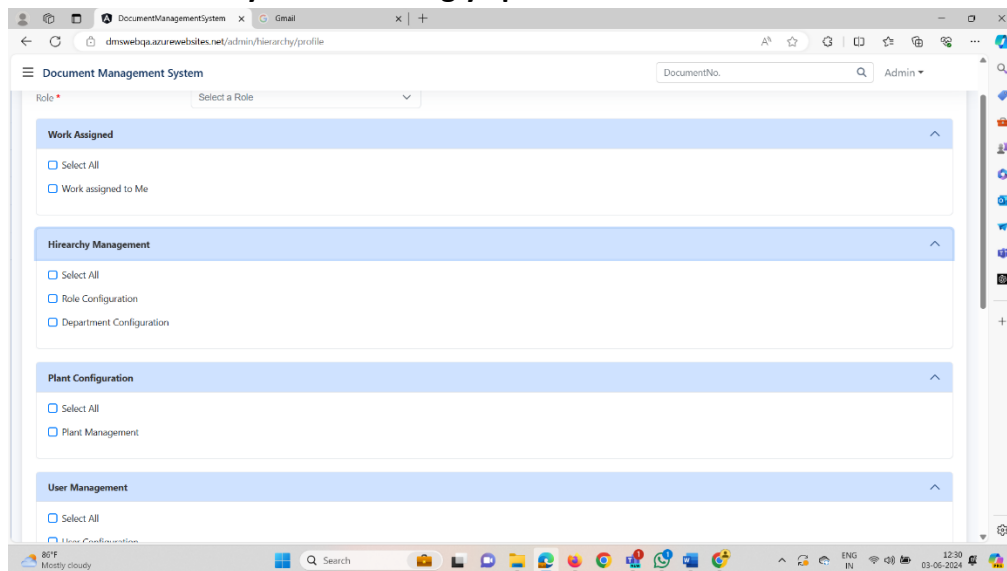 DocumentManagementSystem
Gmail
dmswebqa.azurewebsites.net/admin/hierarchy/profile
Document Management System
DocumentNo.
Admin
Role *
Select a Role
Work Assigned
Select All
Work assigned to Me
Hirearchy Management
Select All
Role Configuration
Department Configuration
Plant Configuration
Select All
Plant Management
User Management
Select All
User Configuration
86°F
Mostly cloudy
Search
ENG
IN
12:30
03-06-2024